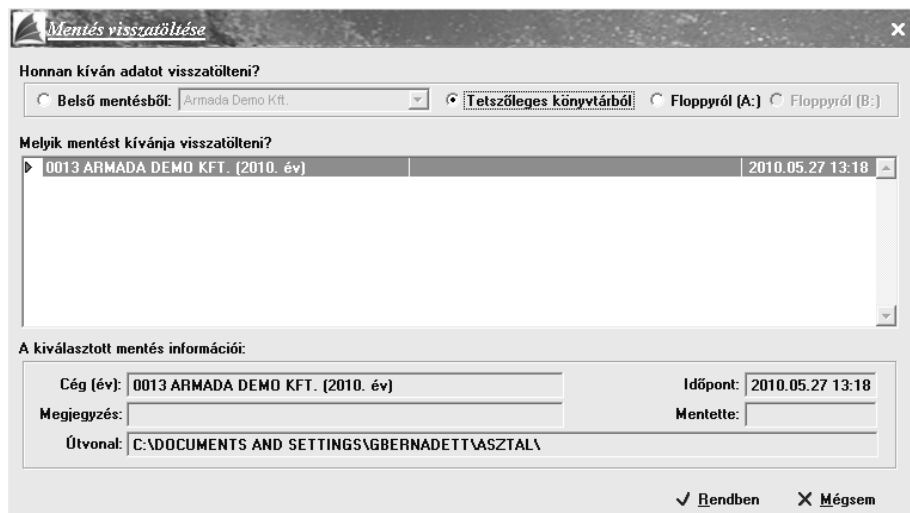 Mentés visszatöltése
Honnan kíván adatot visszatölteni?
Belső mentésből: Armada Demo Kft. Tetszőleges könyvtárból Floppyról (A:) Floppyról (B:)
Melyik mentést kívánja visszatölteni?
0013 ARMADA DEMO KFT. (2010. év) 2010.05.27 13:18
A kiválasztott mentés információi:
Cég (év): 0013 ARMADA DEMO KFT. (2010. év) Időpont: 2010.05.27 13:18
Megjegyzés: Mentette:
Útvonal: C:\DOCUMENTS AND SETTINGS\GBERNADETT\ASZTAL\
Rendben Mégsem